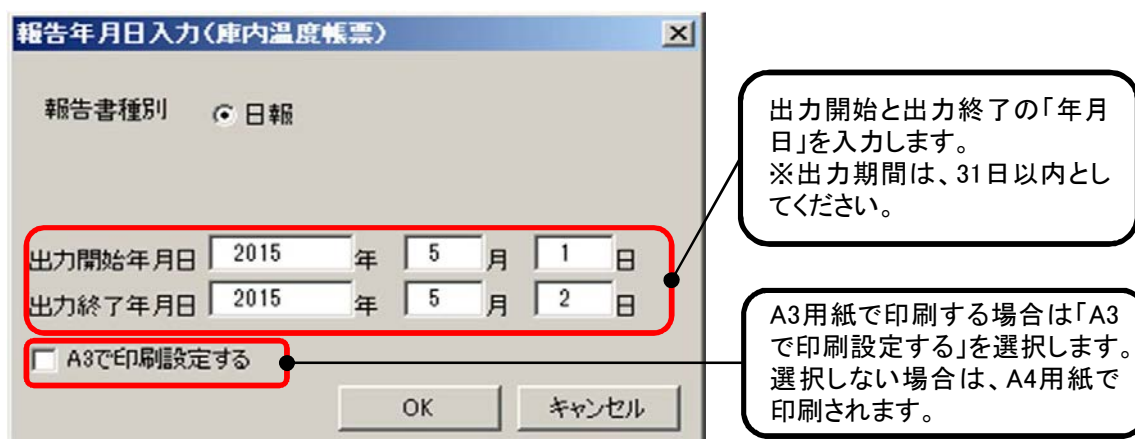 報告年月日入力(庫内温度帳票)
報告書種別 日報
出力開始年月日 2015 年 5 月 1 日
出力終了年月日 2015 年 5 月 2 日
A3で印刷設定する
OK キャンセル
出力開始と出力終了の「年月
日」を入力します。
※出力期間は、31日以内とし
てください。
A3用紙で印刷する場合は「A3
で印刷設定する」を選択します。
選択しない場合は、A4用紙で
印刷されます。